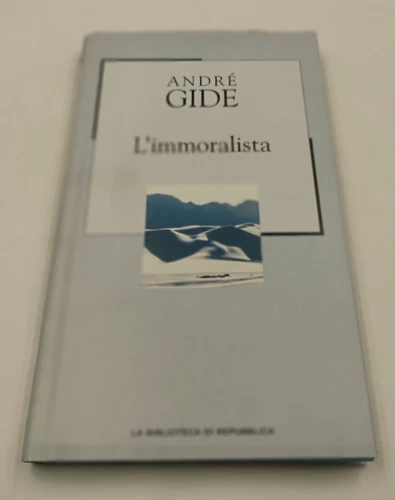 ANDRÉ
GIDE
L'immoralista
LA BIBLIOTECA DI REPUBBLICA